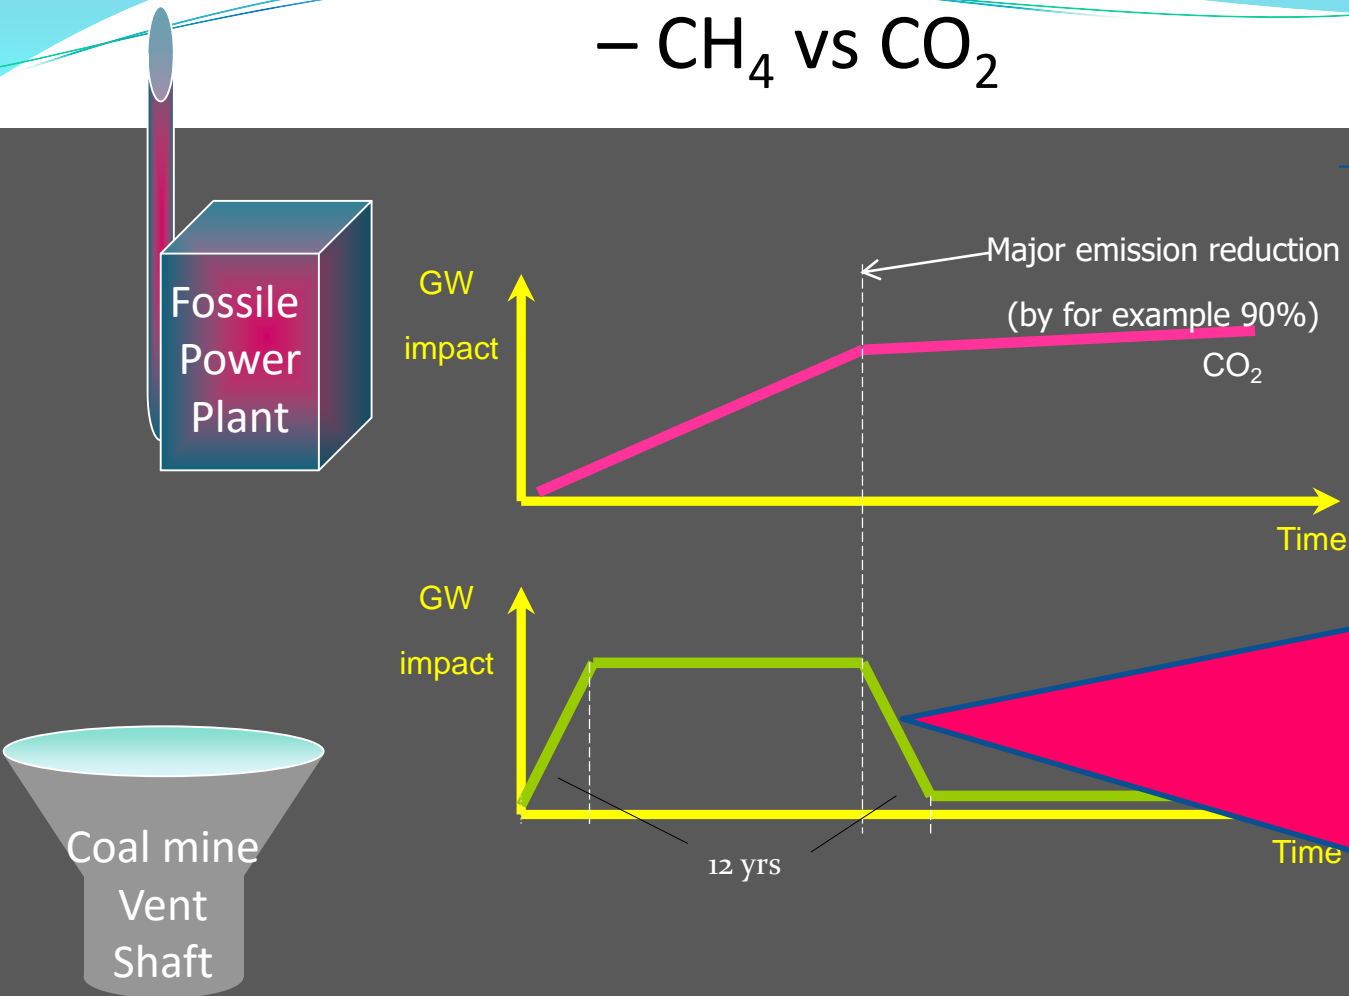 – CH₄ vs CO₂
Fossile
Power
Plant
GW
impact
Major emission reduction
(by for example 90%)
CO₂
Time
GW
impact
12 yrs
Time
Coal mine
Vent
Shaft